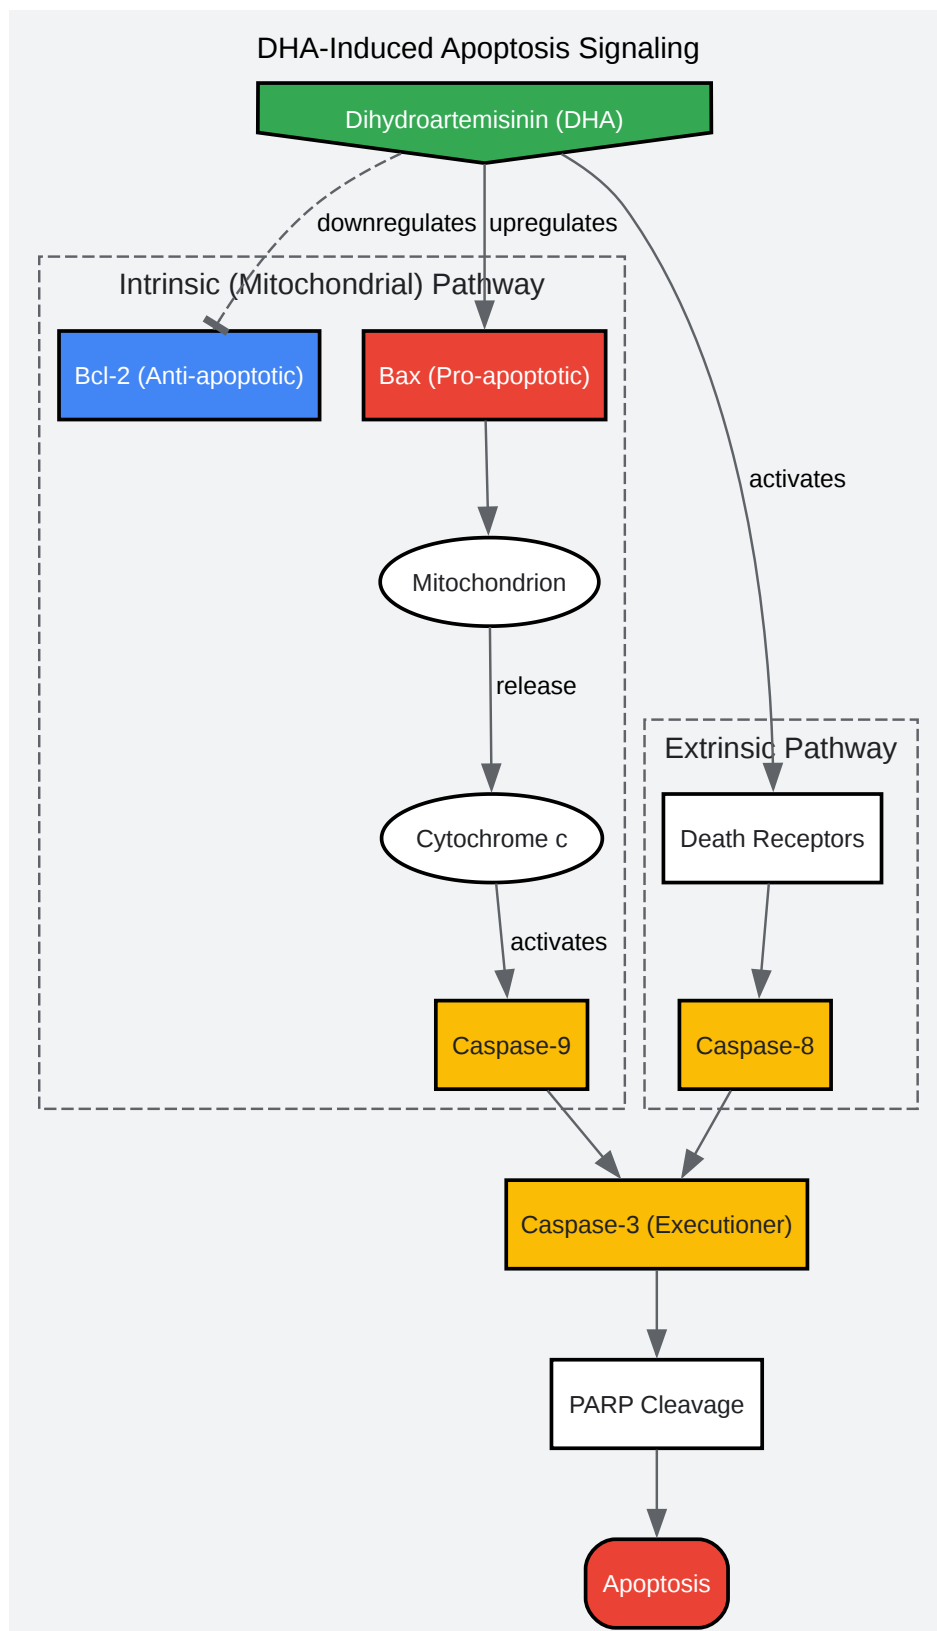 DHA-Induced Apoptosis Signaling
Dihydroartemisinin (DHA)
downregulates
upregulates
Intrinsic (Mitochondrial) Pathway
Bcl-2 (Anti-apoptotic)
Bax (Pro-apoptotic)
activates
Mitochondrion
release
Extrinsic Pathway
Cytochrome c
Death Receptors
activates
Caspase-9
Caspase-8
Caspase-3 (Executioner)
PARP Cleavage
Apoptosis